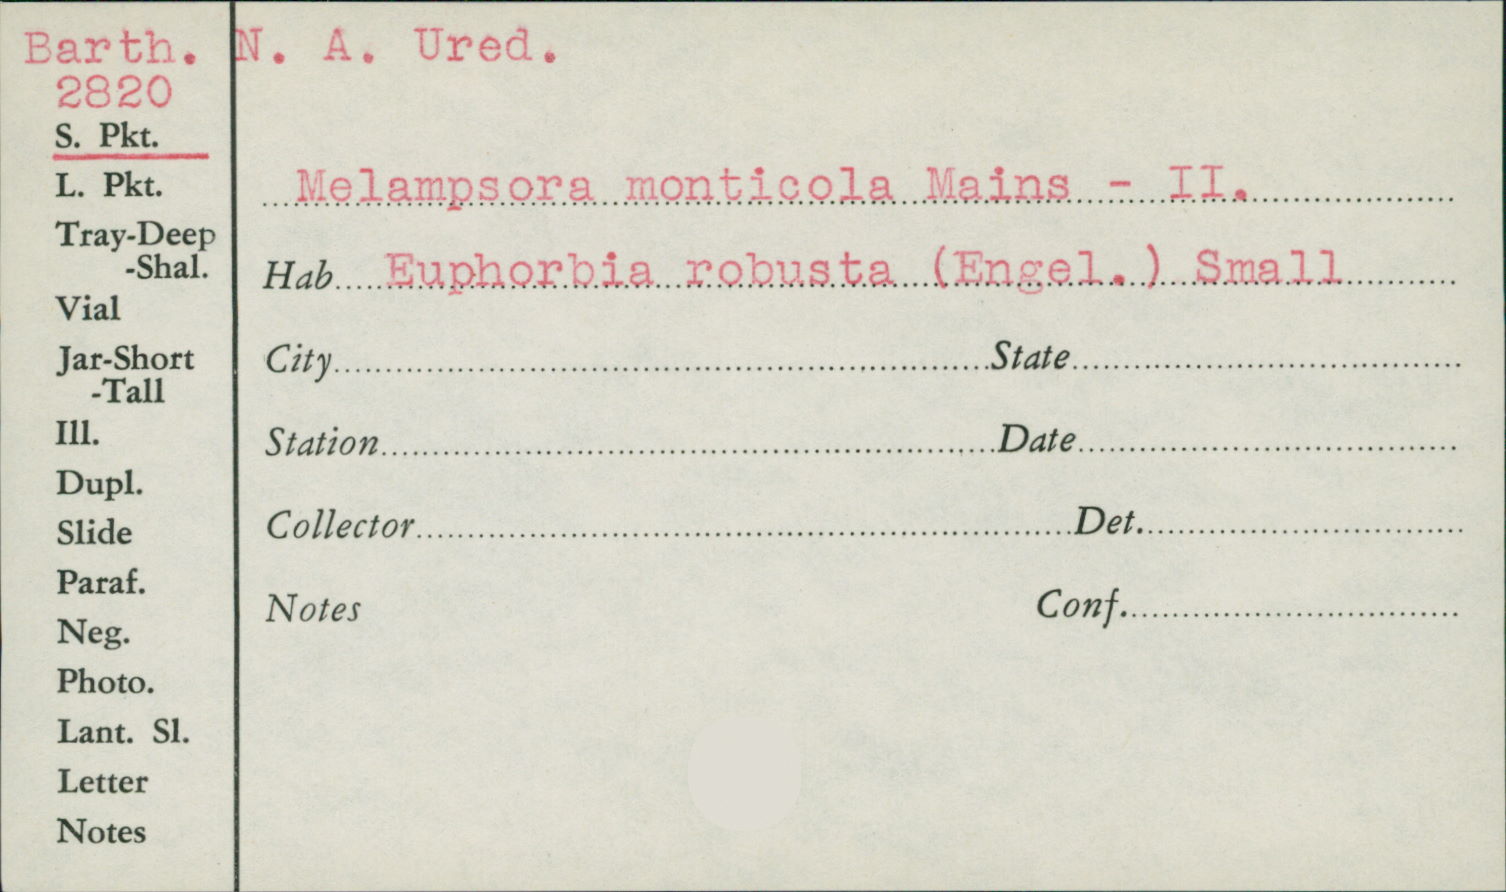 Barth. N. A. Ured.
2820
S. Pkt.
L. Pkt.
Tray-Deep
-Shal.
Vial
Jar-Short
-Tall
Ill.
Dupl.
Slide
Paraf.
Neg.
Photo.
Lant. Sl.
Letter
Notes
Melampsora monticola Mains - II.
Hab. Euphorbia robusta (Engel.) Small
City State
Station Date
Collector Det.
Notes Conf.